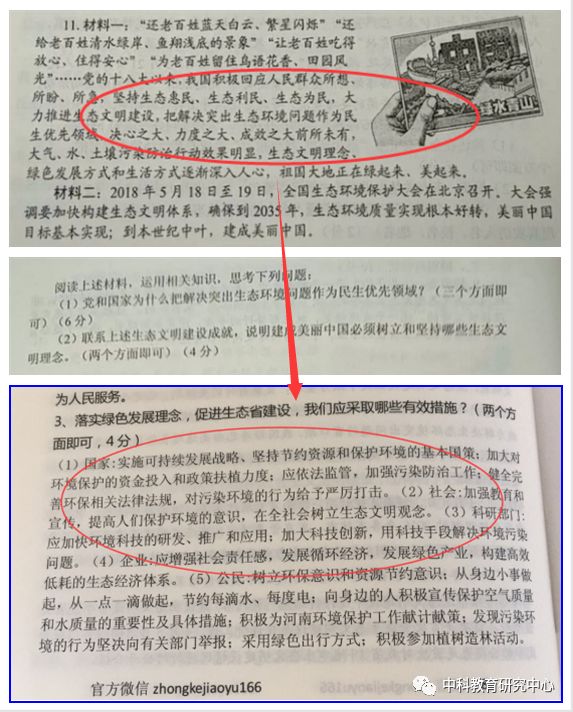 11. 材料一：“还老百姓蓝天白云、繁星闪烁”“还
给老百姓清水绿岸、鱼翔浅底的景象”“让老百姓吃得
放心、住得安心”“为老百姓留住鸟语花香、田园风
光”……党的十八大以来，我国积极回应人民群众所想、
所盼、所急，坚持生态惠民、生态利民、生态为民，大
力推进生态文明建设，把解决突出生态环境问题作为民
生优先领域，决心之大、力度之大、成效之大前所未有，
大气、水、土壤污染防治行动效果明显，生态文明理念、
绿色发展方式和生活方式逐渐深入人心，祖国大地正在绿起来、美起来。
材料二：2018年5月18日至19日，全国生态环境保护大会在北京召开。大会强
调要加快构建生态文明体系，确保到2035年，生态环境质量实现根本好转，美丽中国
目标基本实现；到本世纪中叶，建成美丽中国。
绿水青山
阅读上述材料，运用相关知识，思考下列问题：
（1）党和国家为什么把解决突出生态环境问题作为民生优先领域？（三个方面即
可）（6分）
（2）联系上述生态文明建设成就，说明建成美丽中国必须树立和坚持哪些生态文
明理念。（两个方面即可）（4分）
为人民服务。
3、落实绿色发展理念，促进生态省建设，我们应采取哪些有效措施？（两个方
面即可，4分）
（1）国家：实施可持续发展战略、坚持节约资源和保护环境的基本国策；加大对
环境保护的资金投入和政策扶植力度；应依法监管，加强污染防治工作；健全完
善环保相关法律法规，对污染环境的行为给予严厉打击。（2）社会：加强教育和
宣传，提高人们保护环境的意识，在全社会树立生态文明观念。（3）科研部门：
应加快环境科技的研发、推广和应用；加大科技创新，用科技手段解决环境污染
问题。（4）企业：应增强社会责任感，发展循环经济，发展绿色产业，构建高效
低耗的生态经济体系。（5）公民：树立环保意识和资源节约意识；从身边小事做
起，从一点一滴做起，节约每滴水、每度电；向身边的人积极宣传保护空气质量
和水质量的重要性及具体措施；积极为河南环境保护工作献计献策；发现污染环
境的行为坚决向有关部门举报；采用绿色出行方式；积极参加植树造林活动。
官方微信 zhongkejiaoyu166
中科教育研究中心